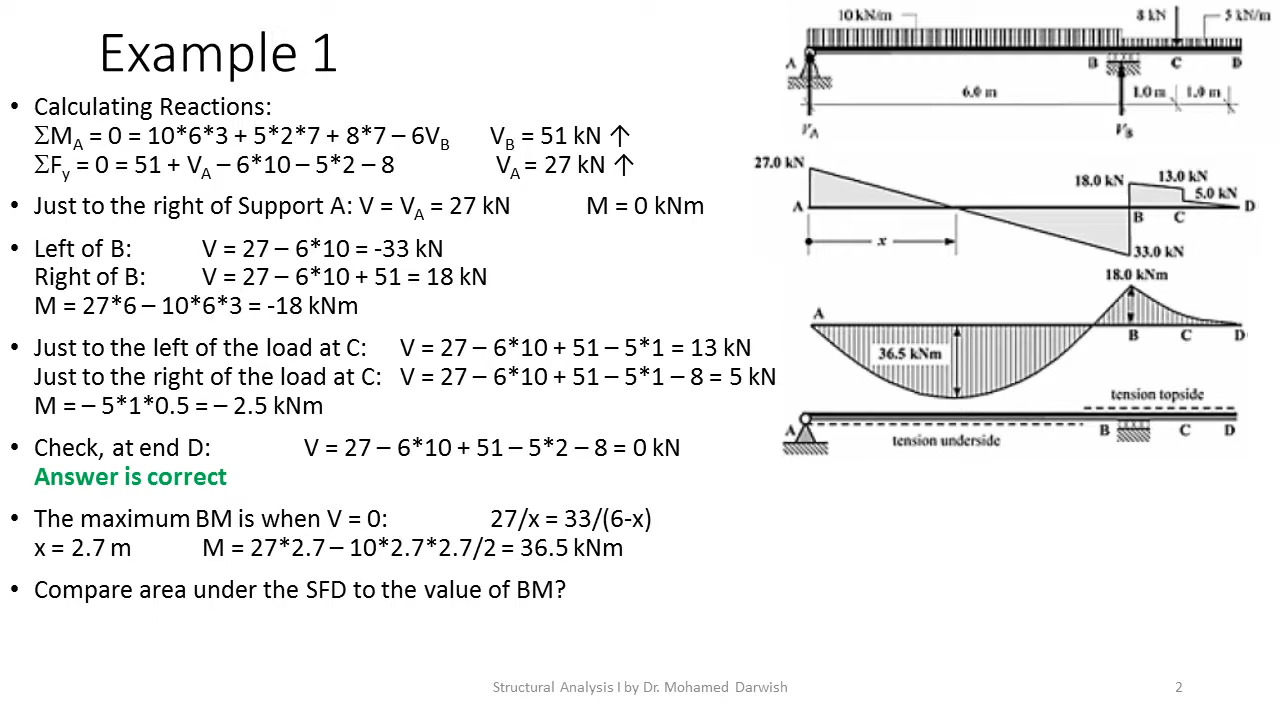 Example 1
• Calculating Reactions:
ΣM_A = 0 = 10*6*3 + 5*2*7 + 8*7 – 6V_B V_B = 51 kN ↑
ΣF_y = 0 = 51 + V_A – 6*10 – 5*2 – 8 V_A = 27 kN ↑
• Just to the right of Support A: V = V_A = 27 kN M = 0 kNm
• Left of B: V = 27 – 6*10 = -33 kN
Right of B: V = 27 – 6*10 + 51 = 18 kN
M = 27*6 – 10*6*3 = -18 kNm
• Just to the left of the load at C: V = 27 – 6*10 + 51 – 5*1 = 13 kN
Just to the right of the load at C: V = 27 – 6*10 + 51 – 5*1 – 8 = 5 kN
M = – 5*1*0.5 = – 2.5 kNm
• Check, at end D: V = 27 – 6*10 + 51 – 5*2 – 8 = 0 kN
Answer is correct
• The maximum BM is when V = 0: 27/x = 33/(6-x)
x = 2.7 m M = 27*2.7 – 10*2.7*2.7/2 = 36.5 kNm
• Compare area under the SFD to the value of BM?
10 kN/m 8 kN 5 kN/m
A B C D
6.0 m 1.0 m 1.0 m
V_A V_B
27.0 kN 18.0 kN 13.0 kN 5.0 kN
A B C D
x
33.0 kN
18.0 kNm
A B C D
36.5 kNm
tension topside
A B C D
tension underside
Structural Analysis I by Dr. Mohamed Darwish 2